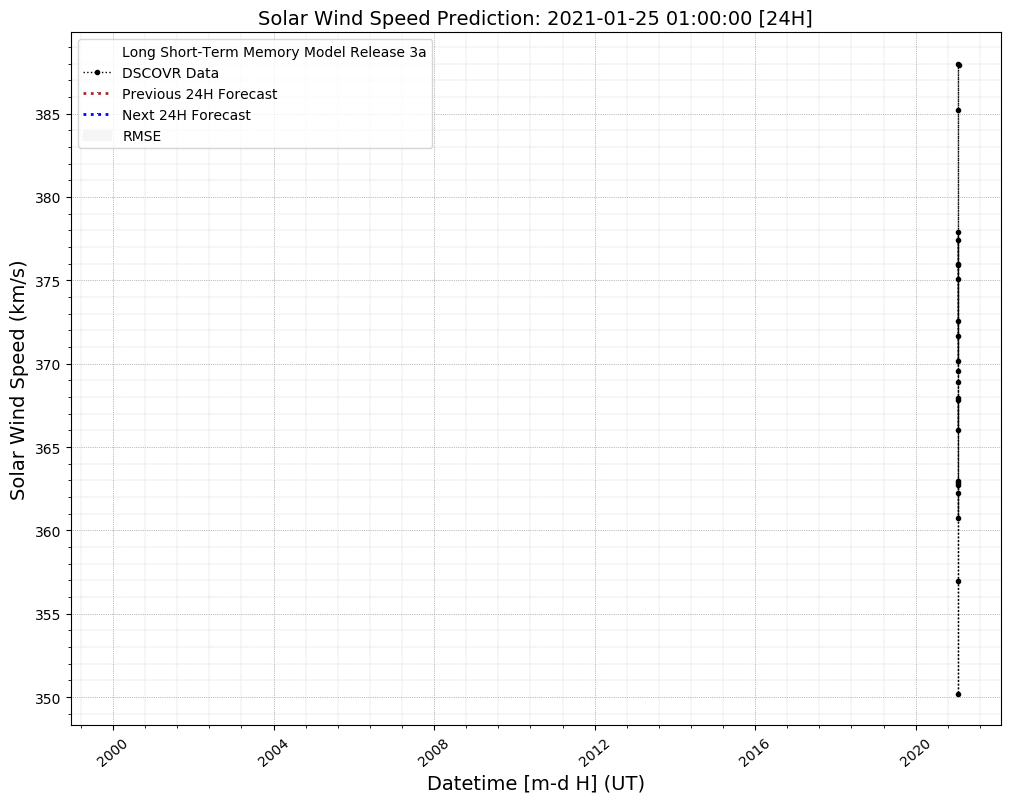 Solar Wind Speed Prediction: 2021-01-25 01:00:00 [24H]
Long Short-Term Memory Model Release 3a
DSCOVR Data
Previous 24H Forecast
Next 24H Forecast
RMSE
385
380
375
370
365
360
355
350
Solar Wind Speed (km/s)
2000
2004
2008
2012
2016
2020
Datetime [m-d H] (UT)